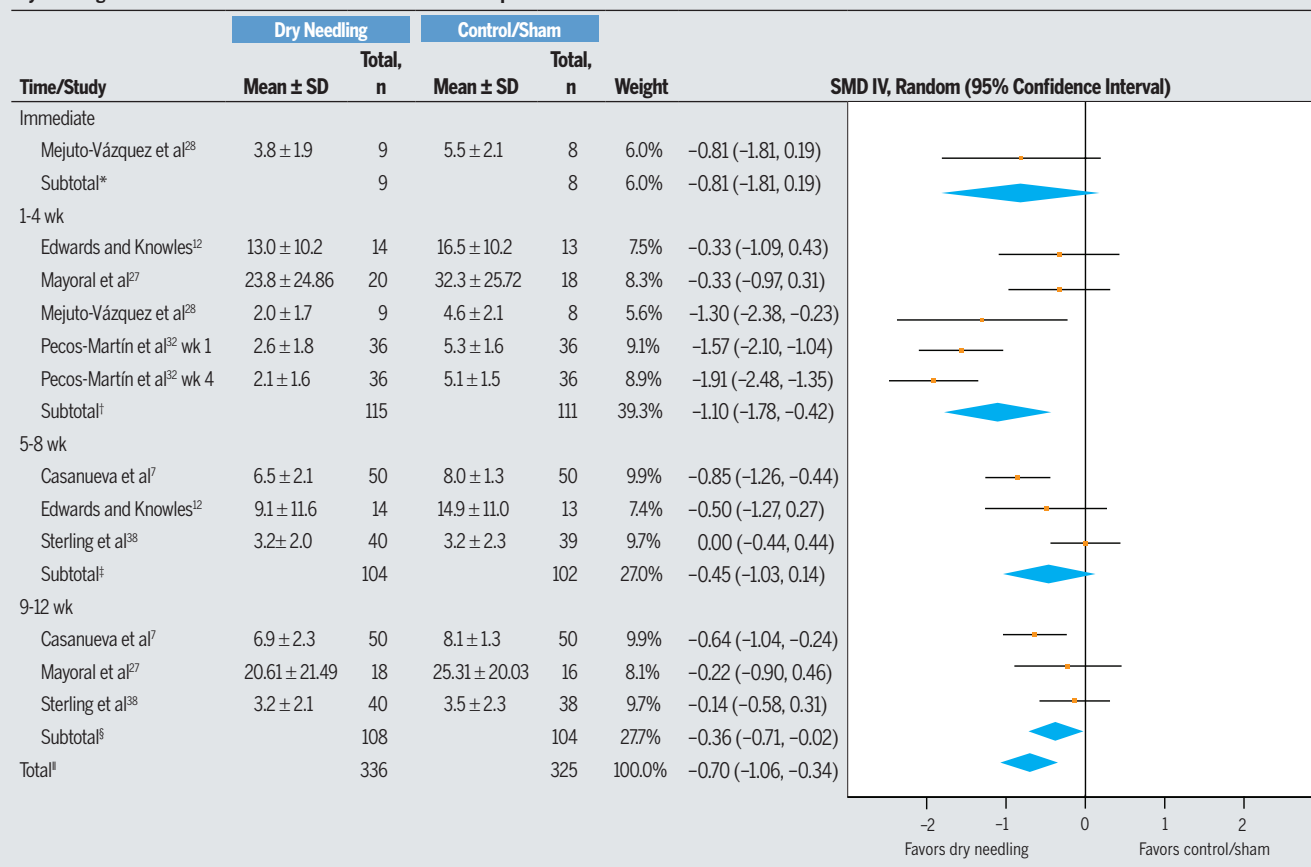 Dry Needling Control/Sham
Time/Study Mean ± SD Total, n Mean ± SD Total, n Weight SMD IV, Random (95% Confidence Interval)
Immediate
Mejuto-Vázquez et al28 3.8 ± 1.9 9 5.5 ± 2.1 8 6.0% −0.81 (−1.81, 0.19)
Subtotal* 9 8 6.0% −0.81 (−1.81, 0.19)
1-4 wk
Edwards and Knowles12 13.0 ± 10.2 14 16.5 ± 10.2 13 7.5% −0.33 (−1.09, 0.43)
Mayoral et al27 23.8 ± 24.86 20 32.3 ± 25.72 18 8.3% −0.33 (−0.97, 0.31)
Mejuto-Vázquez et al28 2.0 ± 1.7 9 4.6 ± 2.1 8 5.6% −1.30 (−2.38, −0.23)
Pecos-Martín et al32 wk 1 2.6 ± 1.8 36 5.3 ± 1.6 36 9.1% −1.57 (−2.10, −1.04)
Pecos-Martín et al32 wk 4 2.1 ± 1.6 36 5.1 ± 1.5 36 8.9% −1.91 (−2.48, −1.35)
Subtotal† 115 111 39.3% −1.10 (−1.78, −0.42)
5-8 wk
Casanueva et al7 6.5 ± 2.1 50 8.0 ± 1.3 50 9.9% −0.85 (−1.26, −0.44)
Edwards and Knowles12 9.1 ± 11.6 14 14.9 ± 11.0 13 7.4% −0.50 (−1.27, 0.27)
Sterling et al38 3.2± 2.0 40 3.2 ± 2.3 39 9.7% 0.00 (−0.44, 0.44)
Subtotal‡ 104 102 27.0% −0.45 (−1.03, 0.14)
9-12 wk
Casanueva et al7 6.9 ± 2.3 50 8.1 ± 1.3 50 9.9% −0.64 (−1.04, −0.24)
Mayoral et al27 20.61 ± 21.49 18 25.31 ± 20.03 16 8.1% −0.22 (−0.90, 0.46)
Sterling et al38 3.2 ± 2.1 40 3.5 ± 2.3 38 9.7% −0.14 (−0.58, 0.31)
Subtotal§ 108 104 27.7% −0.36 (−0.71, −0.02)
Total‖ 336 325 100.0% −0.70 (−1.06, −0.34)
−2 −1 0 1 2
Favors dry needling Favors control/sham